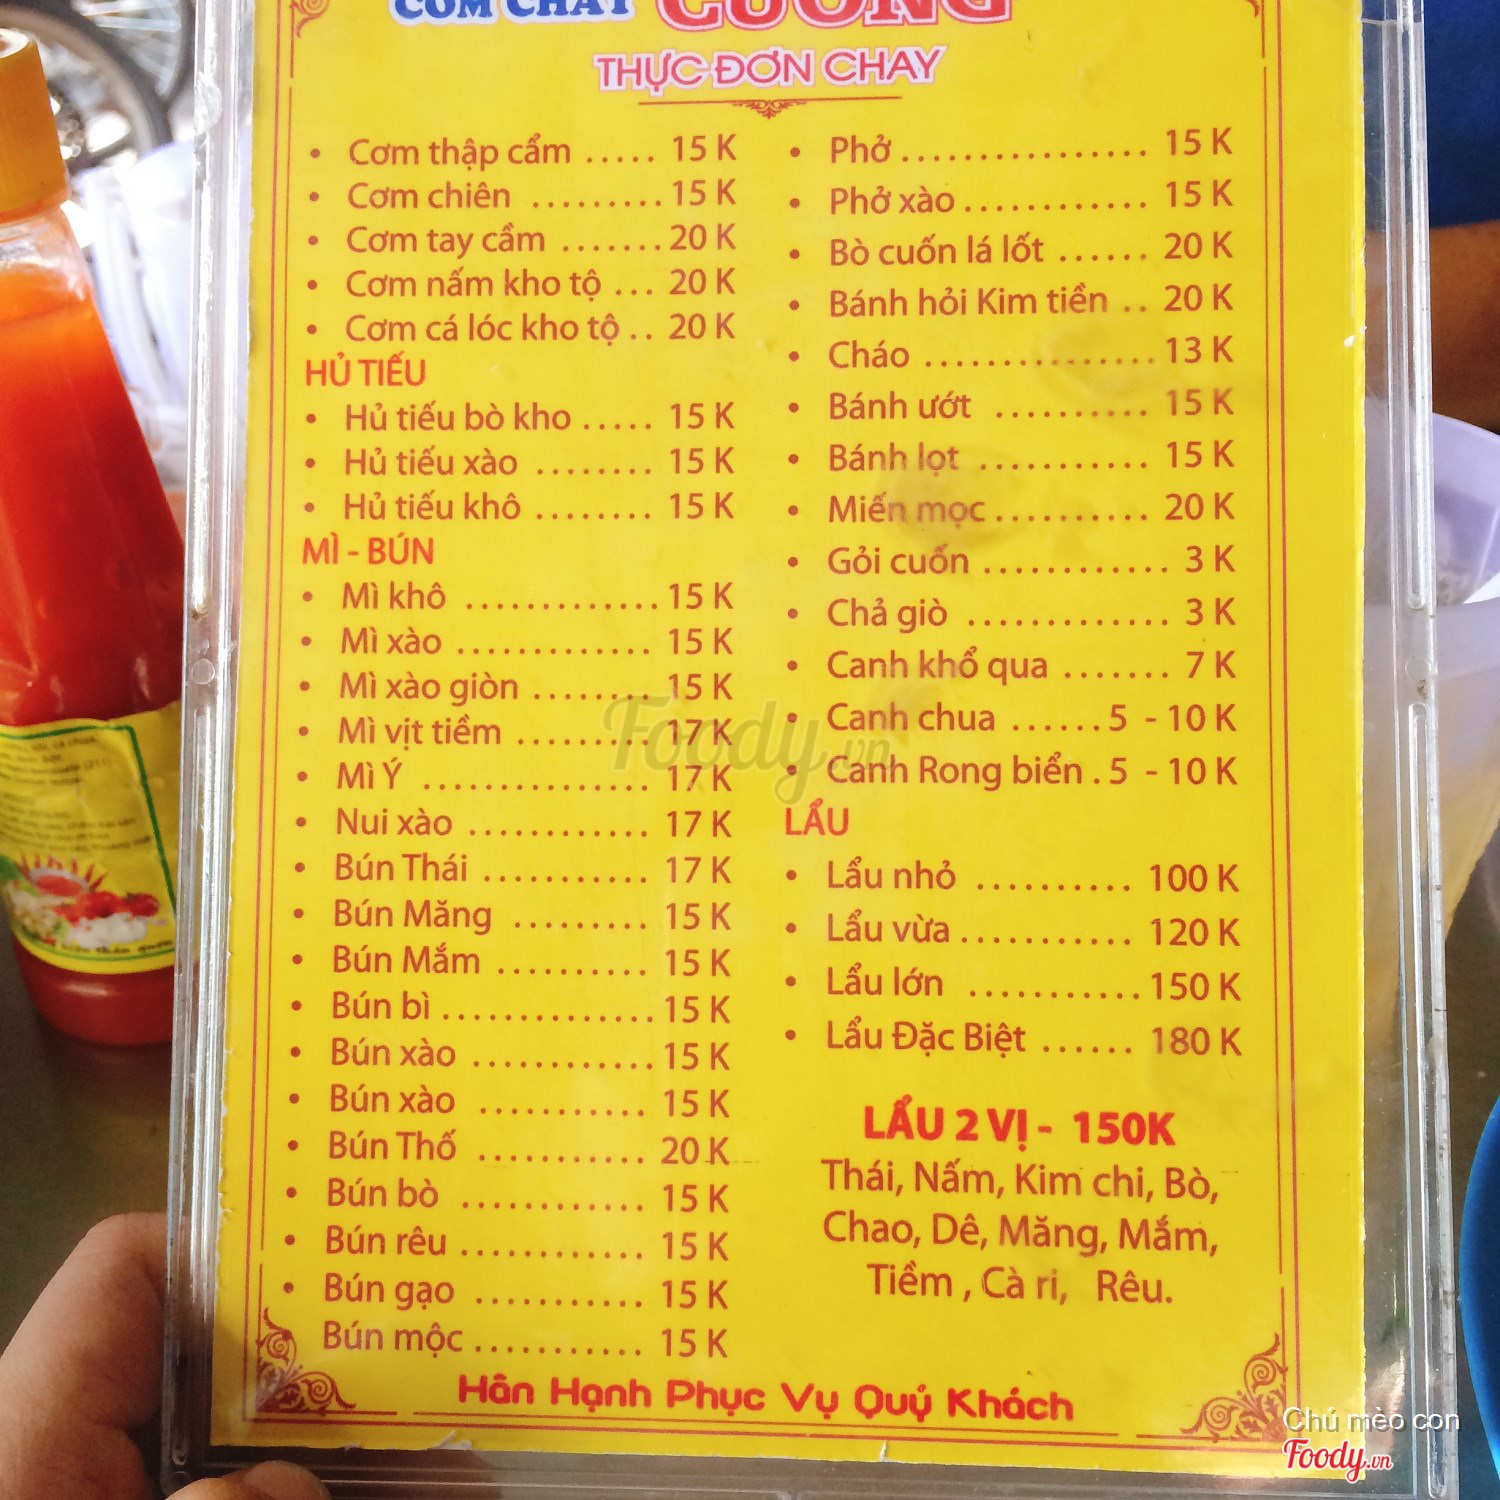 CƠM CHAY CƯỜNG
THỰC ĐƠN CHAY
• Cơm thập cẩm ..... 15 K
• Cơm chiên ......... 15 K
• Cơm tay cầm ....... 20 K
• Cơm nấm kho tộ ... 20 K
• Cơm cá lóc kho tộ .. 20 K
HỦ TIẾU
• Hủ tiếu bò kho ..... 15 K
• Hủ tiếu xào ........ 15 K
• Hủ tiếu khô ........ 15 K
MÌ - BÚN
• Mì khô ............. 15 K
• Mì xào ............. 15 K
• Mì xào giòn ........ 15 K
• Mì vịt tiềm ......... 17 K
• Mì Ý ............... 17 K
• Nui xào ............ 17 K
• Bún Thái ........... 17 K
• Bún Măng ......... 15 K
• Bún Mắm .......... 15 K
• Bún bì .............. 15 K
• Bún xào ............ 15 K
• Bún xào ........... 15 K
• Bún Thố ........... 20 K
• Bún bò ............ 15 K
• Bún rêu ............ 15 K
• Bún gạo ........... 15 K
Bún mộc ............ 15 K
• Phở ................. 15 K
• Phở xào ............. 15 K
• Bò cuốn lá lốt ...... 20 K
• Bánh hỏi Kim tiền .. 20 K
• Cháo ................ 13 K
• Bánh ướt .......... 15 K
• Bánh lọt ........... 15 K
• Miến mọc ........... 20 K
• Gỏi cuốn ............ 3 K
• Chả giò ............. 3 K
• Canh khổ qua ....... 7 K
• Canh chua ...... 5 - 10 K
• Canh Rong biển . 5 - 10 K
LẨU
• Lẩu nhỏ .......... 100 K
• Lẩu vừa ........... 120 K
• Lẩu lớn ........... 150 K
• Lẩu Đặc Biệt ...... 180 K
LẨU 2 VỊ - 150K
Thái, Nấm, Kim chi, Bò,
Chao, Dê, Măng, Mắm,
Tiềm , Cà ri, Rêu.
Hân Hạnh Phục Vụ Quý Khách
Foody.vn
Chú mèo con
Foody.vn